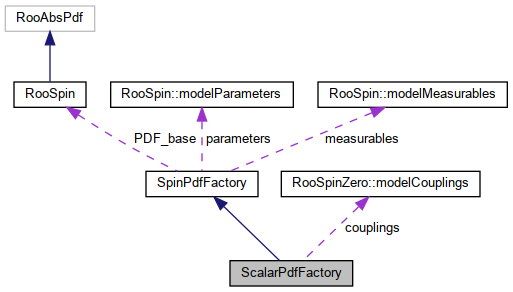 RooAbsPdf
RooSpin
RooSpin::modelParameters
RooSpin::modelMeasurables
PDF_base
parameters
measurables
SpinPdfFactory
RooSpinZero::modelCouplings
couplings
ScalarPdfFactory